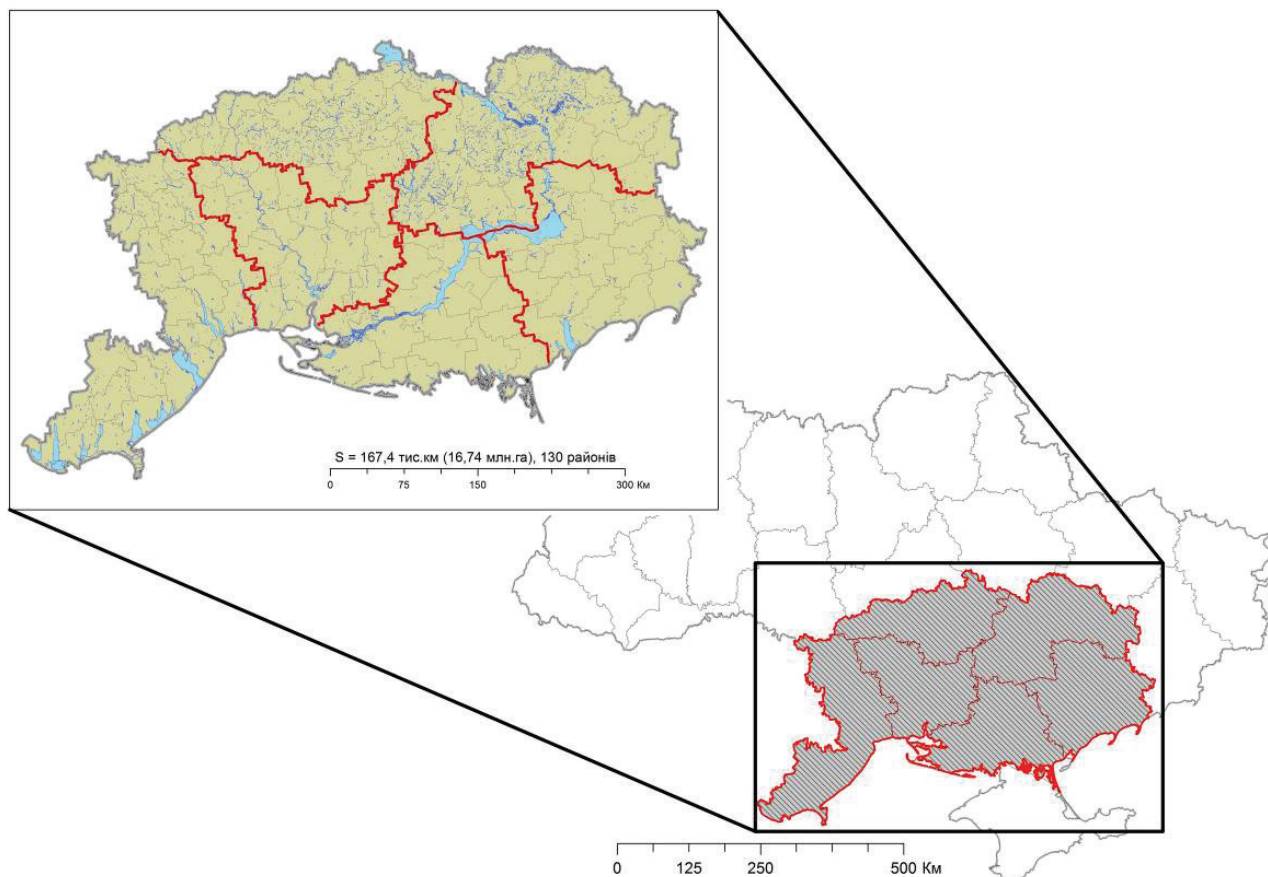 S = 167,4 тис.км (16,74 млн.га), 130 районів
0 75 150 300 Км
0 125 250 500 Км